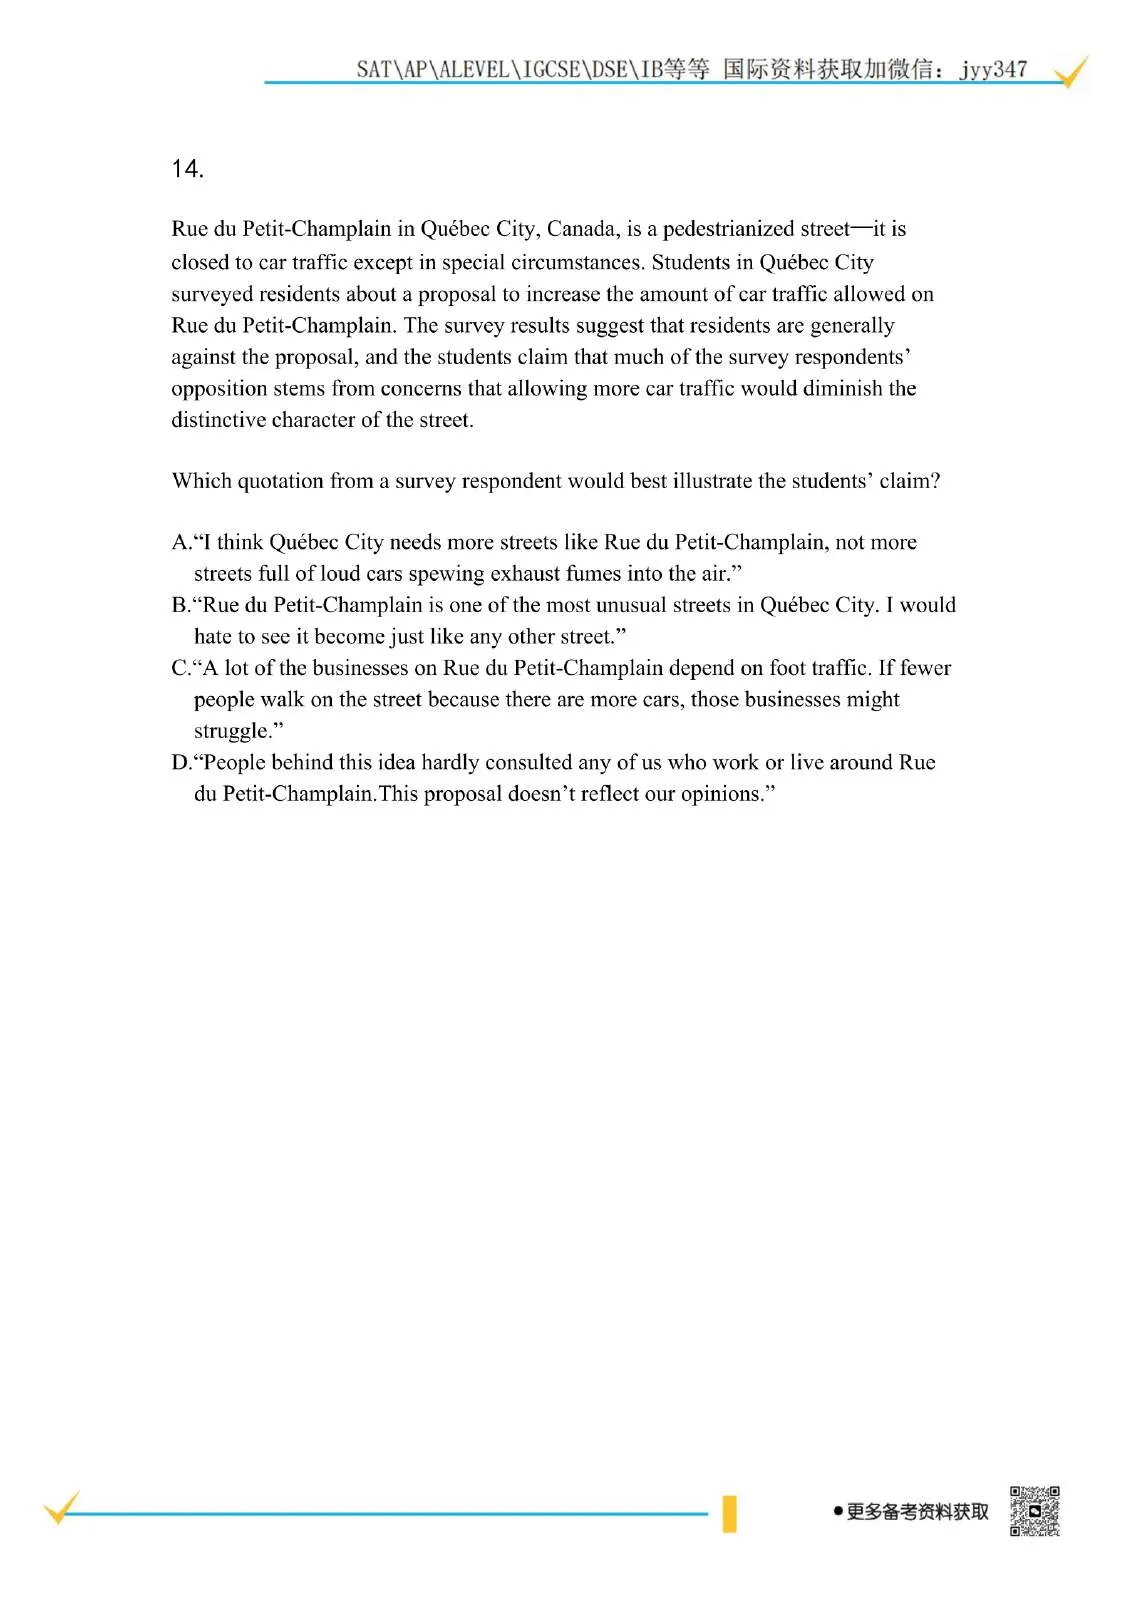 SAT\AP\ALEVEL\IGCSE\DSE\IB等等 国际资料获取加微信：jyy347
14.
Rue du Petit-Champlain in Québec City, Canada, is a pedestrianized street—it is
closed to car traffic except in special circumstances. Students in Québec City
surveyed residents about a proposal to increase the amount of car traffic allowed on
Rue du Petit-Champlain. The survey results suggest that residents are generally
against the proposal, and the students claim that much of the survey respondents’
opposition stems from concerns that allowing more car traffic would diminish the
distinctive character of the street.
Which quotation from a survey respondent would best illustrate the students’ claim?
A.“I think Québec City needs more streets like Rue du Petit-Champlain, not more
streets full of loud cars spewing exhaust fumes into the air.”
B.“Rue du Petit-Champlain is one of the most unusual streets in Québec City. I would
hate to see it become just like any other street.”
C.“A lot of the businesses on Rue du Petit-Champlain depend on foot traffic. If fewer
people walk on the street because there are more cars, those businesses might
struggle.”
D.“People behind this idea hardly consulted any of us who work or live around Rue
du Petit-Champlain.This proposal doesn’t reflect our opinions.”
●更多备考资料获取